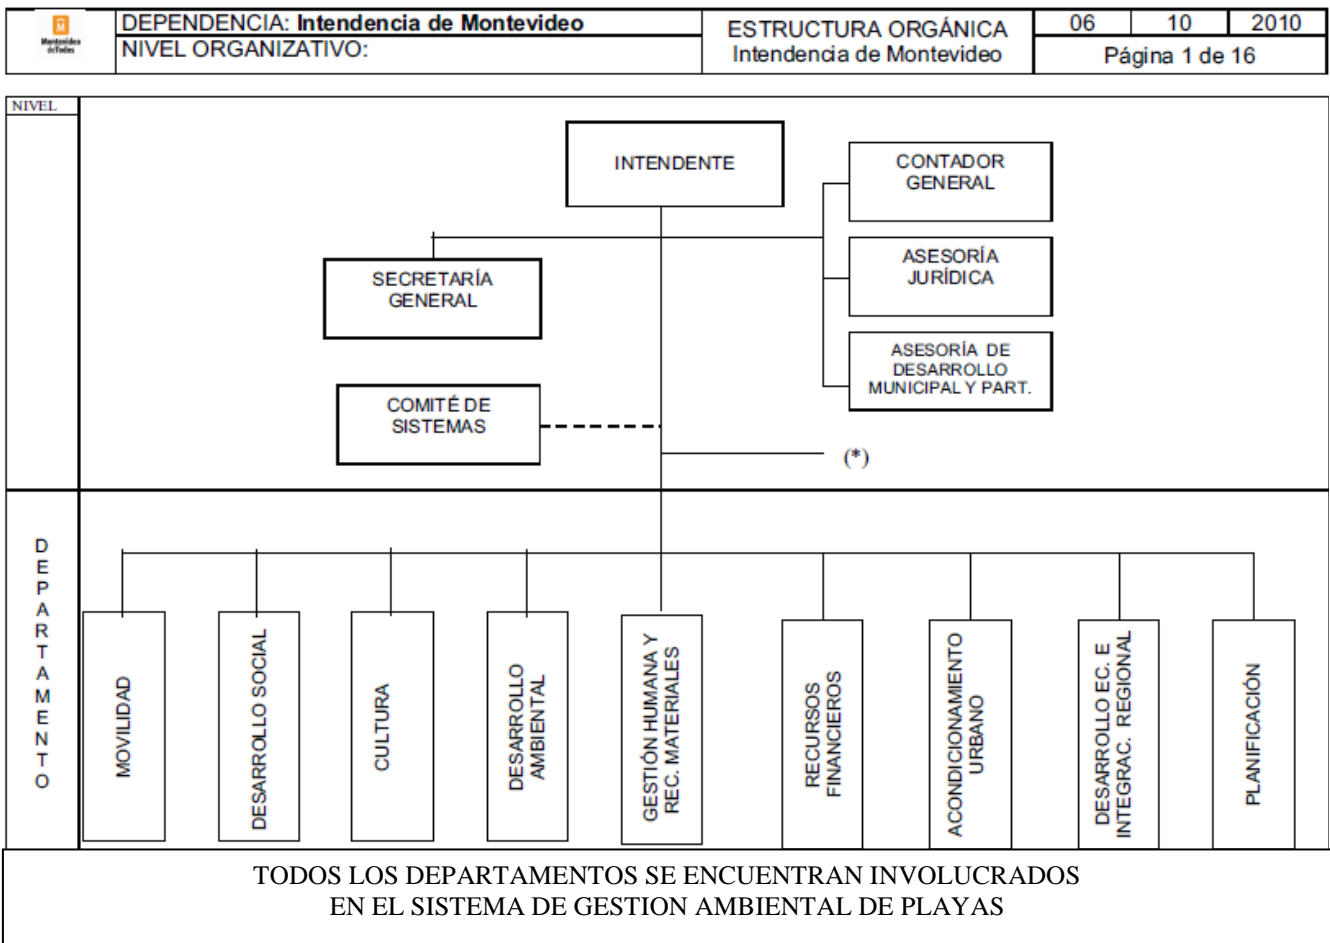 Montevideo
deTodos
DEPENDENCIA: Intendencia de Montevideo
NIVEL ORGANIZATIVO:
ESTRUCTURA ORGÁNICA
Intendencia de Montevideo
06 10 2010
Página 1 de 16
NIVEL
INTENDENTE
CONTADOR
GENERAL
ASESORÍA
JURÍDICA
ASESORÍA DE
DESARROLLO
MUNICIPAL Y PART.
SECRETARÍA
GENERAL
COMITÉ DE
SISTEMAS
(*)
DEPARTAMENTO
MOVILIDAD
DESARROLLO SOCIAL
CULTURA
DESARROLLO
AMBIENTAL
GESTIÓN HUMANA Y
REC. MATERIALES
RECURSOS
FINANCIEROS
ACONDICIONAMIENTO
URBANO
DESARROLLO EC. E
INTEGRAC. REGIONAL
PLANIFICACIÓN
TODOS LOS DEPARTAMENTOS SE ENCUENTRAN INVOLUCRADOS
EN EL SISTEMA DE GESTION AMBIENTAL DE PLAYAS